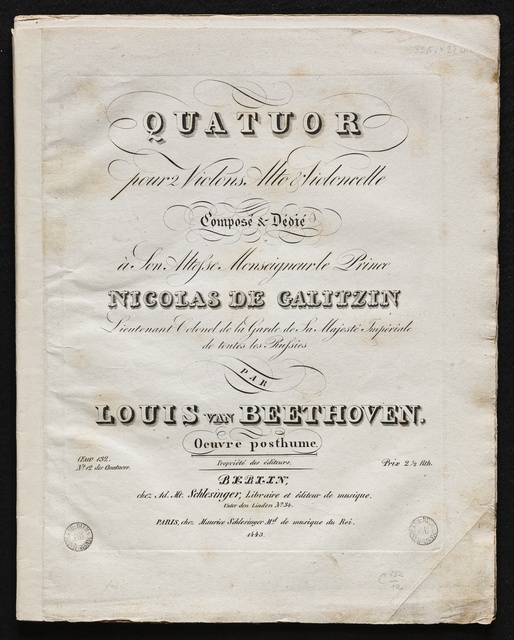 QUATUOR
pour 2 Violons, Alto & Violoncelle
Composé & Dédié
à Son Altesse Monseigneur le Prince
NICOLAS DE GALITZIN
Lieutenant Colonel de la Garde de Sa Majesté Impériale
de toutes les Russies
PAR
LOUIS VAN BEETHOVEN.
Oeuvre posthume.
Propriété des éditeurs.
Œuv 132.
No. 12 des Quatuors.
Prix 2 ½ Rth.
BERLIN,
chez Ad. Mt. Schlesinger, Libraire et éditeur de musique,
Unter den Linden No. 34.
PARIS, chez Maurice Schlesinger Md. de musique du Roi.
1443.